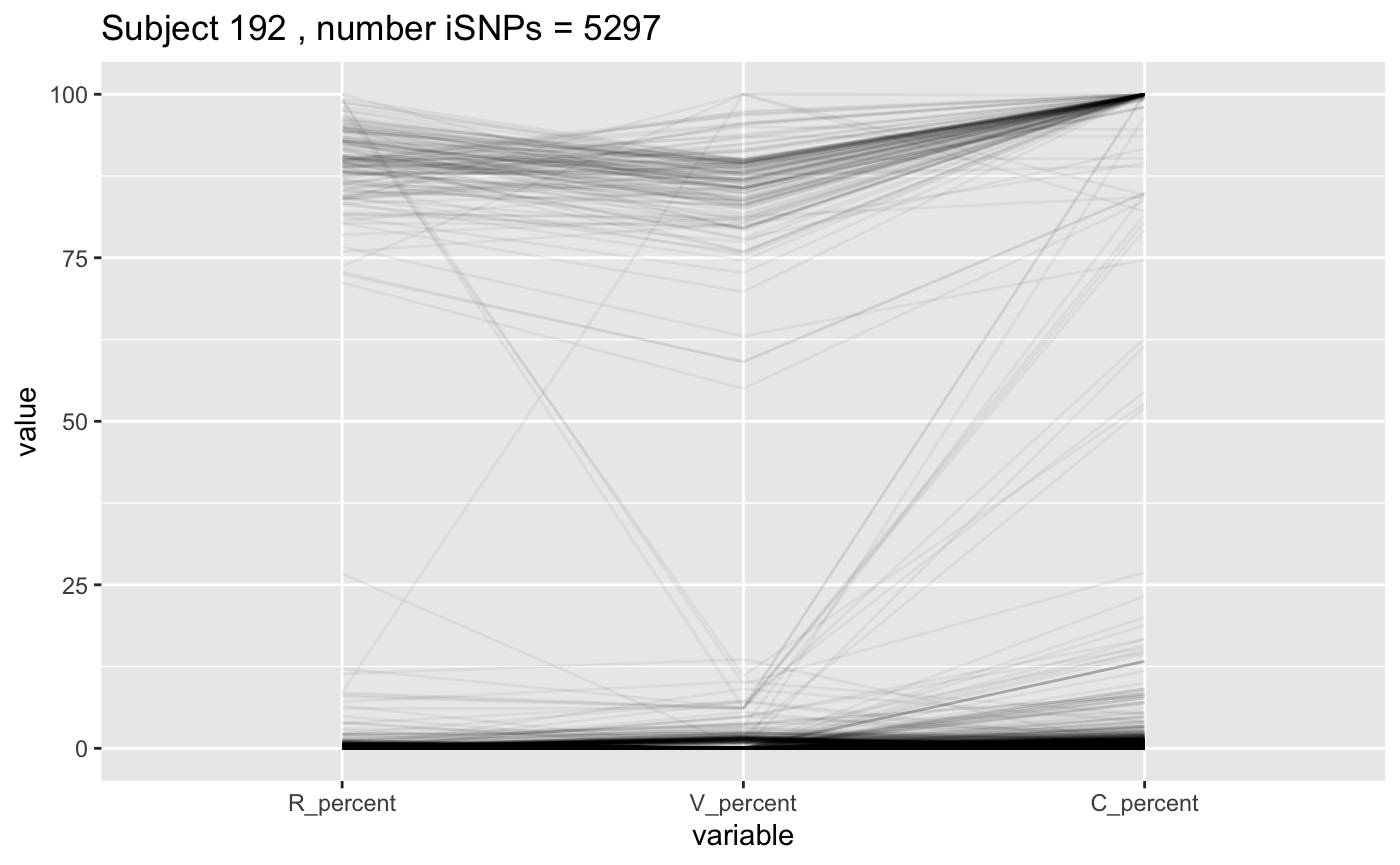 Subject 192 , number iSNPs = 5297
100
75
50
25
0
value
R_percent V_percent C_percent
variable